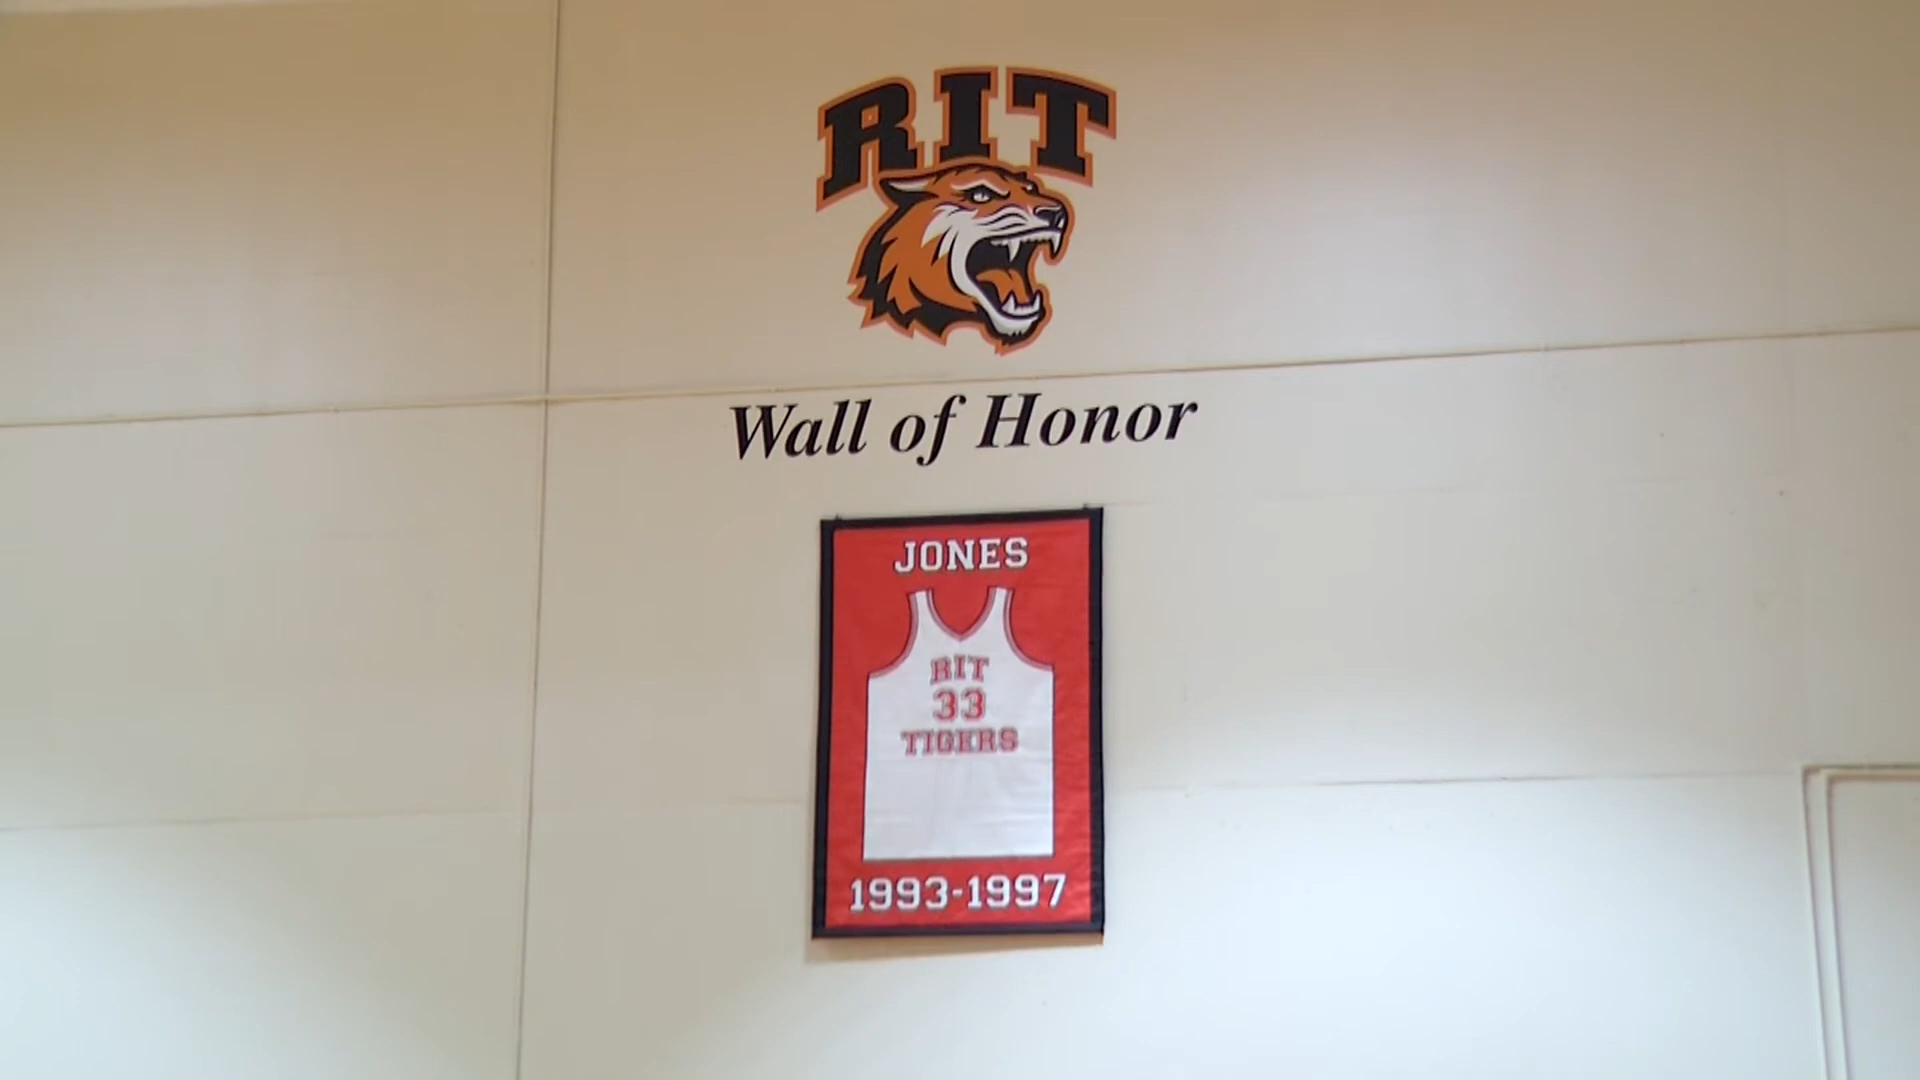 RIT
Wall of Honor
JONES
RIT
33
TIGERS
1993-1997